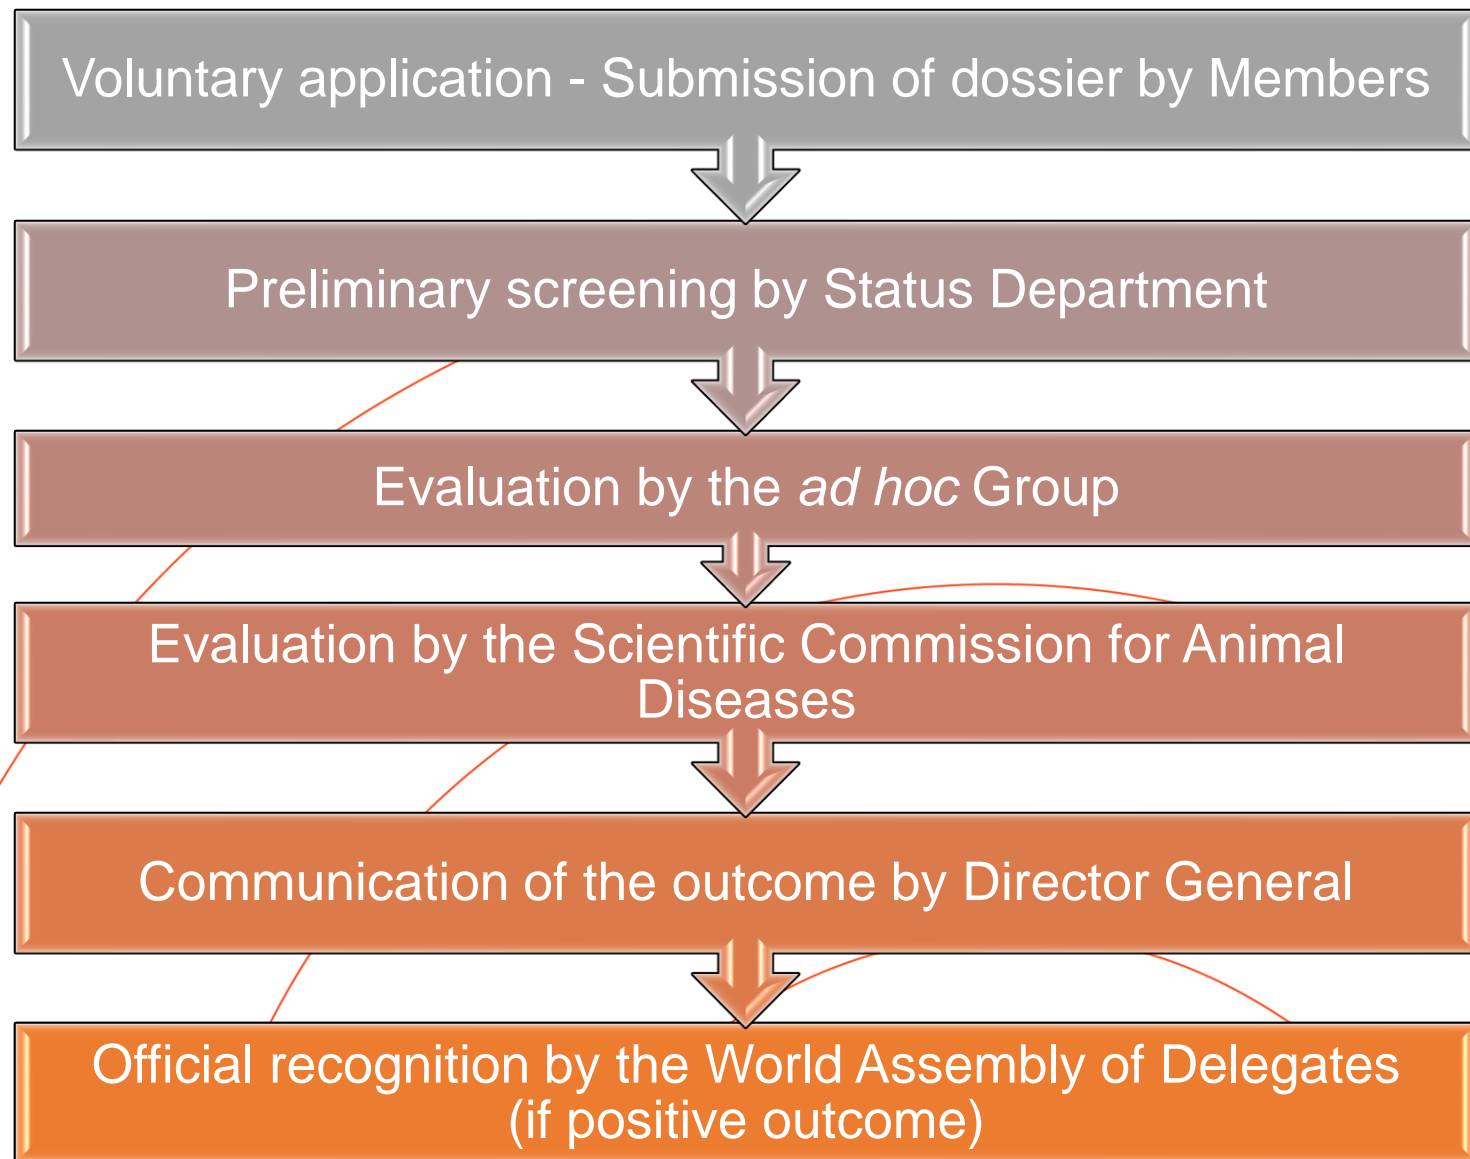 Voluntary application - Submission of dossier by Members
Preliminary screening by Status Department
Evaluation by the ad hoc Group
Evaluation by the Scientific Commission for Animal
Diseases
Communication of the outcome by Director General
Official recognition by the World Assembly of Delegates
(if positive outcome)